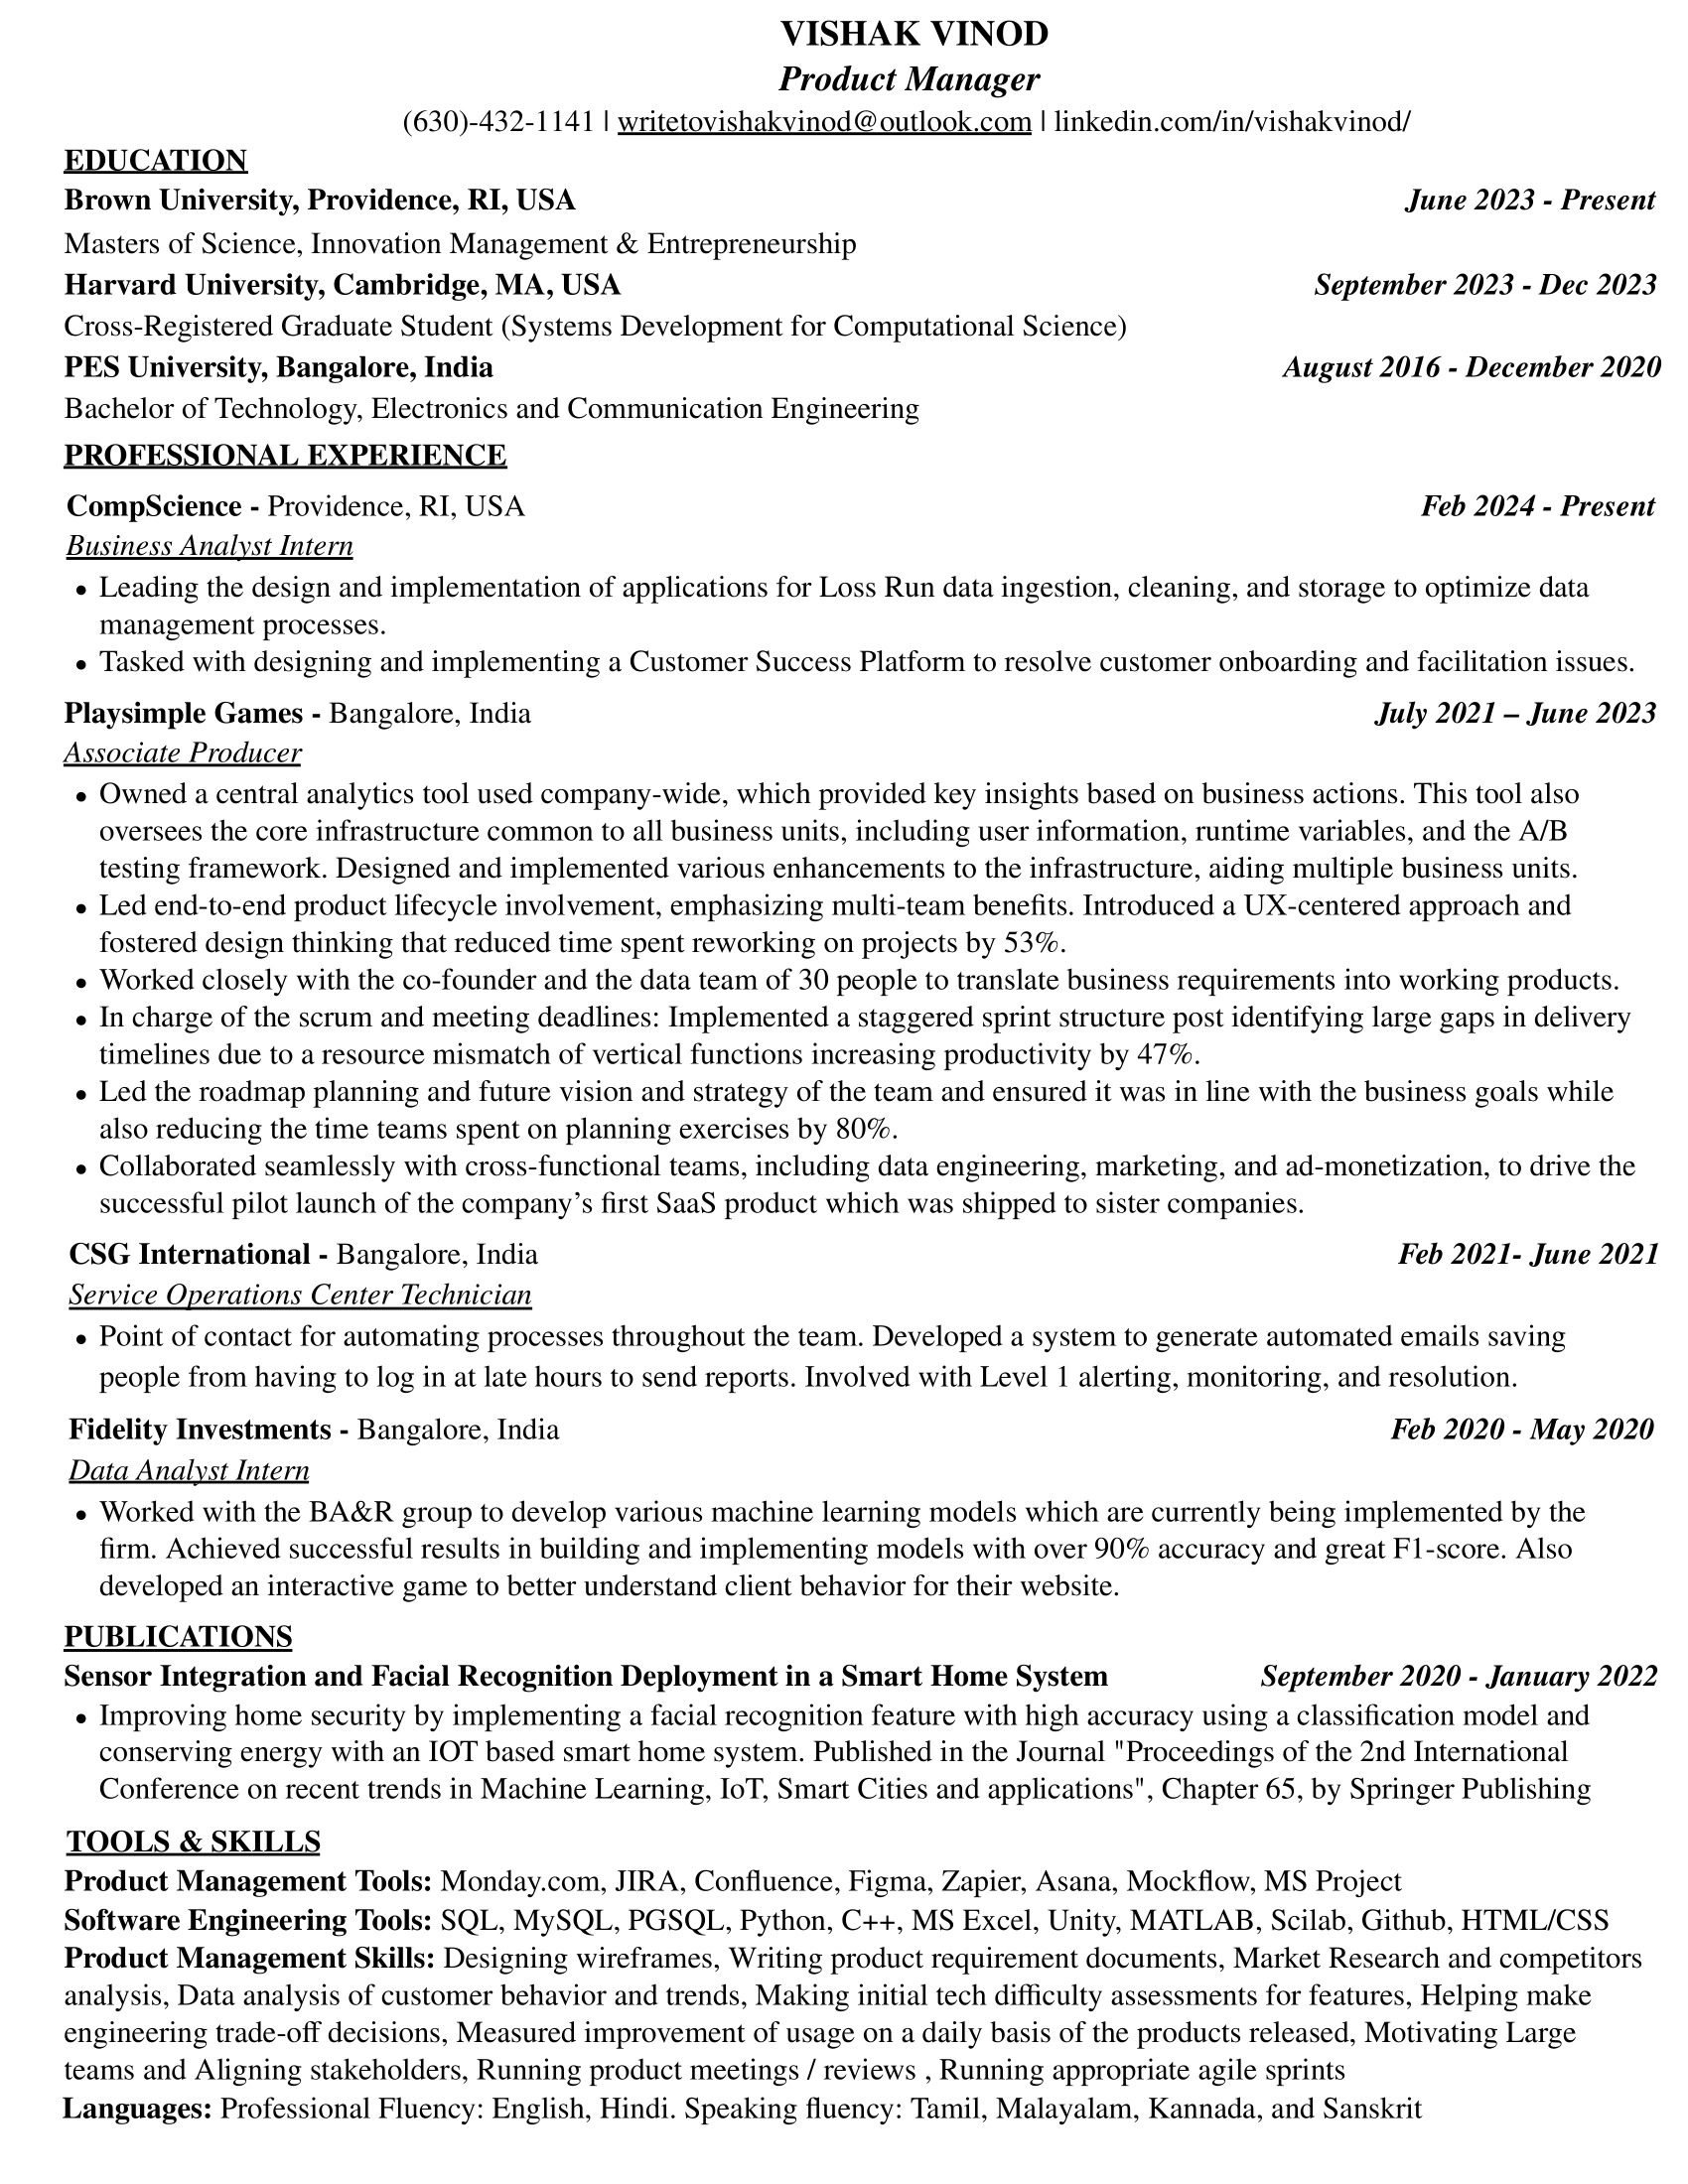 VISHAK VINOD
Product Manager
(630)-432-1141 | writetovishakvinod@outlook.com | linkedin.com/in/vishakvinod/
EDUCATION
Brown University, Providence, RI, USA June 2023 - Present
Masters of Science, Innovation Management & Entrepreneurship
Harvard University, Cambridge, MA, USA September 2023 - Dec 2023
Cross-Registered Graduate Student (Systems Development for Computational Science)
PES University, Bangalore, India August 2016 - December 2020
Bachelor of Technology, Electronics and Communication Engineering
PROFESSIONAL EXPERIENCE
CompScience - Providence, RI, USA Feb 2024 - Present
Business Analyst Intern
• Leading the design and implementation of applications for Loss Run data ingestion, cleaning, and storage to optimize data
management processes.
• Tasked with designing and implementing a Customer Success Platform to resolve customer onboarding and facilitation issues.
Playsimple Games - Bangalore, India July 2021 – June 2023
Associate Producer
• Owned a central analytics tool used company-wide, which provided key insights based on business actions. This tool also
oversees the core infrastructure common to all business units, including user information, runtime variables, and the A/B
testing framework. Designed and implemented various enhancements to the infrastructure, aiding multiple business units.
• Led end-to-end product lifecycle involvement, emphasizing multi-team benefits. Introduced a UX-centered approach and
fostered design thinking that reduced time spent reworking on projects by 53%.
• Worked closely with the co-founder and the data team of 30 people to translate business requirements into working products.
• In charge of the scrum and meeting deadlines: Implemented a staggered sprint structure post identifying large gaps in delivery
timelines due to a resource mismatch of vertical functions increasing productivity by 47%.
• Led the roadmap planning and future vision and strategy of the team and ensured it was in line with the business goals while
also reducing the time teams spent on planning exercises by 80%.
• Collaborated seamlessly with cross-functional teams, including data engineering, marketing, and ad-monetization, to drive the
successful pilot launch of the company’s first SaaS product which was shipped to sister companies.
CSG International - Bangalore, India Feb 2021- June 2021
Service Operations Center Technician
• Point of contact for automating processes throughout the team. Developed a system to generate automated emails saving
people from having to log in at late hours to send reports. Involved with Level 1 alerting, monitoring, and resolution.
Fidelity Investments - Bangalore, India Feb 2020 - May 2020
Data Analyst Intern
• Worked with the BA&R group to develop various machine learning models which are currently being implemented by the
firm. Achieved successful results in building and implementing models with over 90% accuracy and great F1-score. Also
developed an interactive game to better understand client behavior for their website.
PUBLICATIONS
Sensor Integration and Facial Recognition Deployment in a Smart Home System September 2020 - January 2022
• Improving home security by implementing a facial recognition feature with high accuracy using a classification model and
conserving energy with an IOT based smart home system. Published in the Journal "Proceedings of the 2nd International
Conference on recent trends in Machine Learning, IoT, Smart Cities and applications", Chapter 65, by Springer Publishing
TOOLS & SKILLS
Product Management Tools: Monday.com, JIRA, Confluence, Figma, Zapier, Asana, Mockflow, MS Project
Software Engineering Tools: SQL, MySQL, PGSQL, Python, C++, MS Excel, Unity, MATLAB, Scilab, Github, HTML/CSS
Product Management Skills: Designing wireframes, Writing product requirement documents, Market Research and competitors
analysis, Data analysis of customer behavior and trends, Making initial tech difficulty assessments for features, Helping make
engineering trade-off decisions, Measured improvement of usage on a daily basis of the products released, Motivating Large
teams and Aligning stakeholders, Running product meetings / reviews , Running appropriate agile sprints
Languages: Professional Fluency: English, Hindi. Speaking fluency: Tamil, Malayalam, Kannada, and Sanskrit